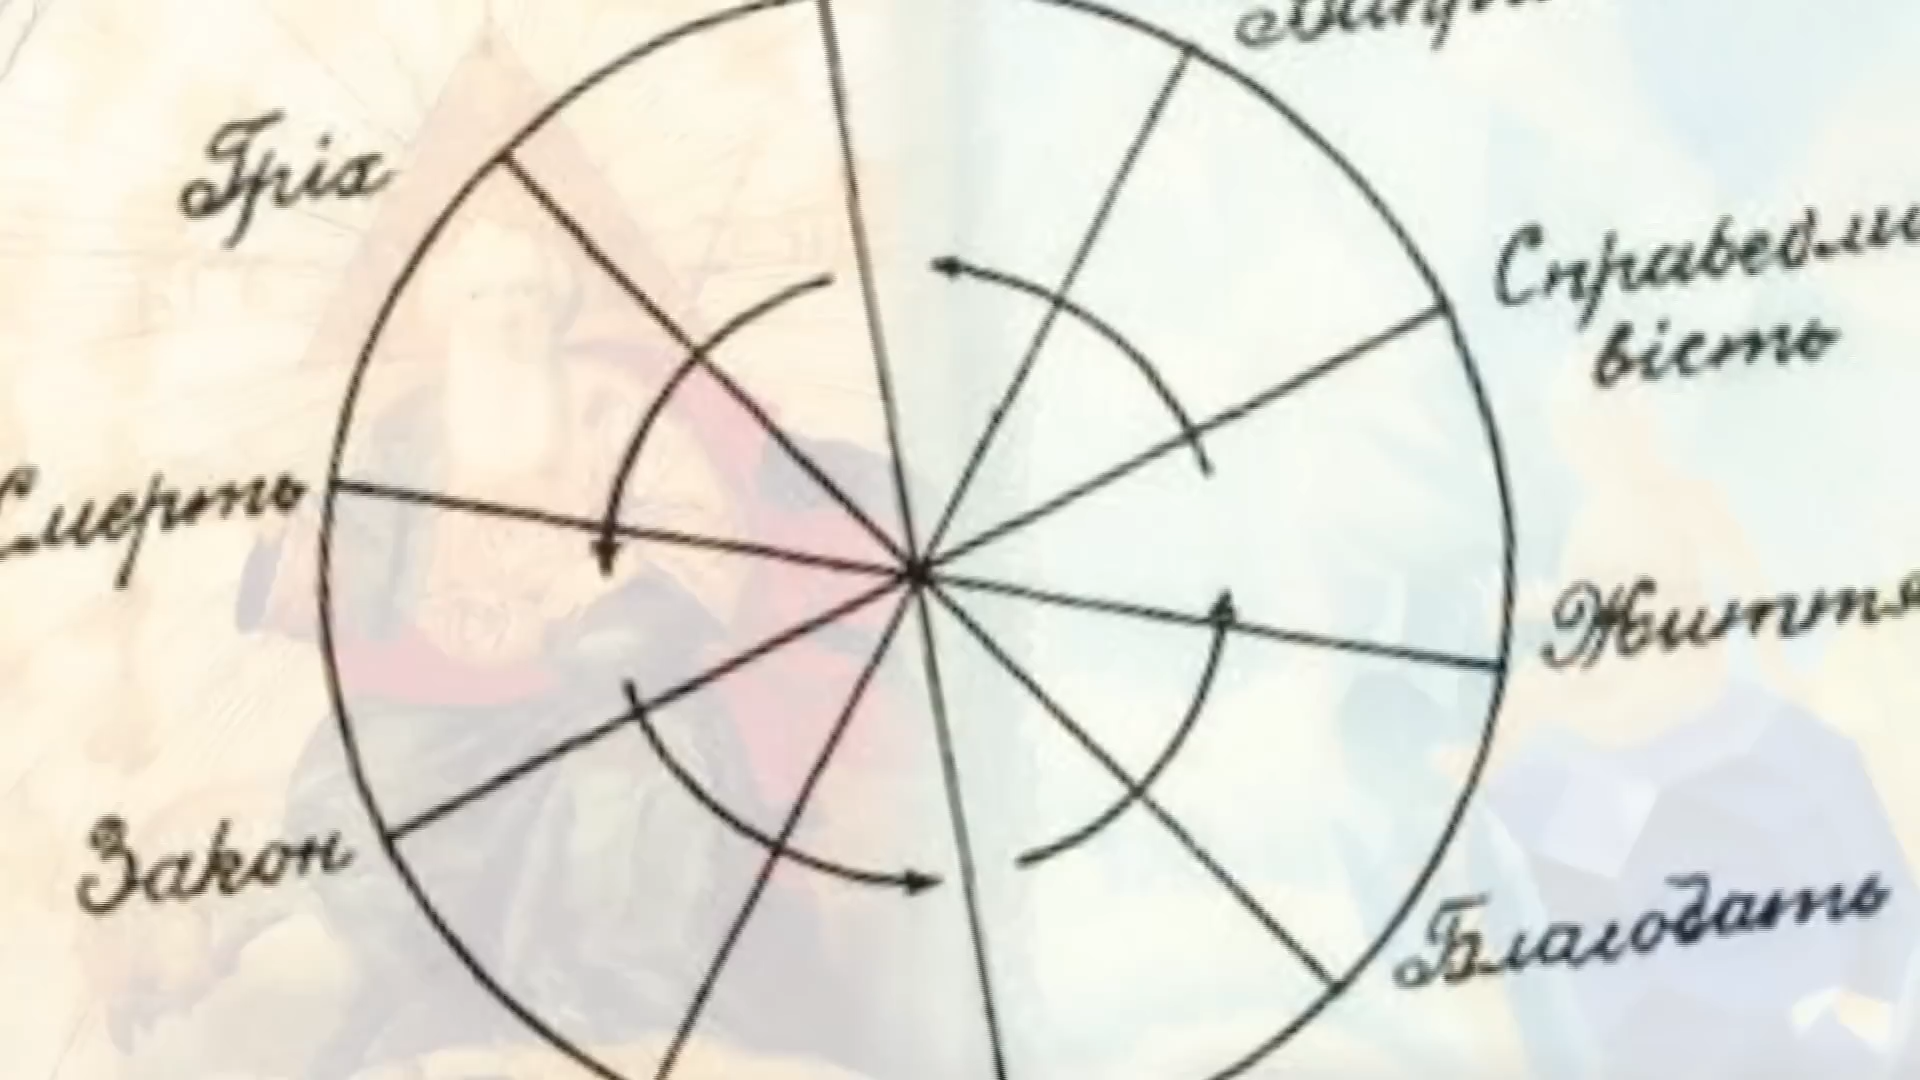 Гріх
Справедли
вість
Смерть
Життя
Закон
Благодать